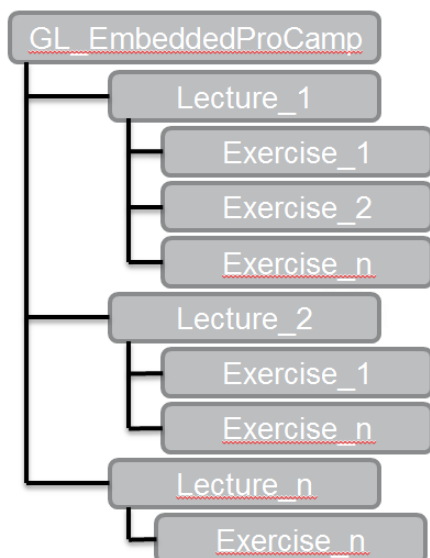 GL_EmbeddedProCamp
Lecture_1
Exercise_1
Exercise_2
Exercise_n
Lecture_2
Exercise_1
Exercise_n
Lecture_n
Exercise_n